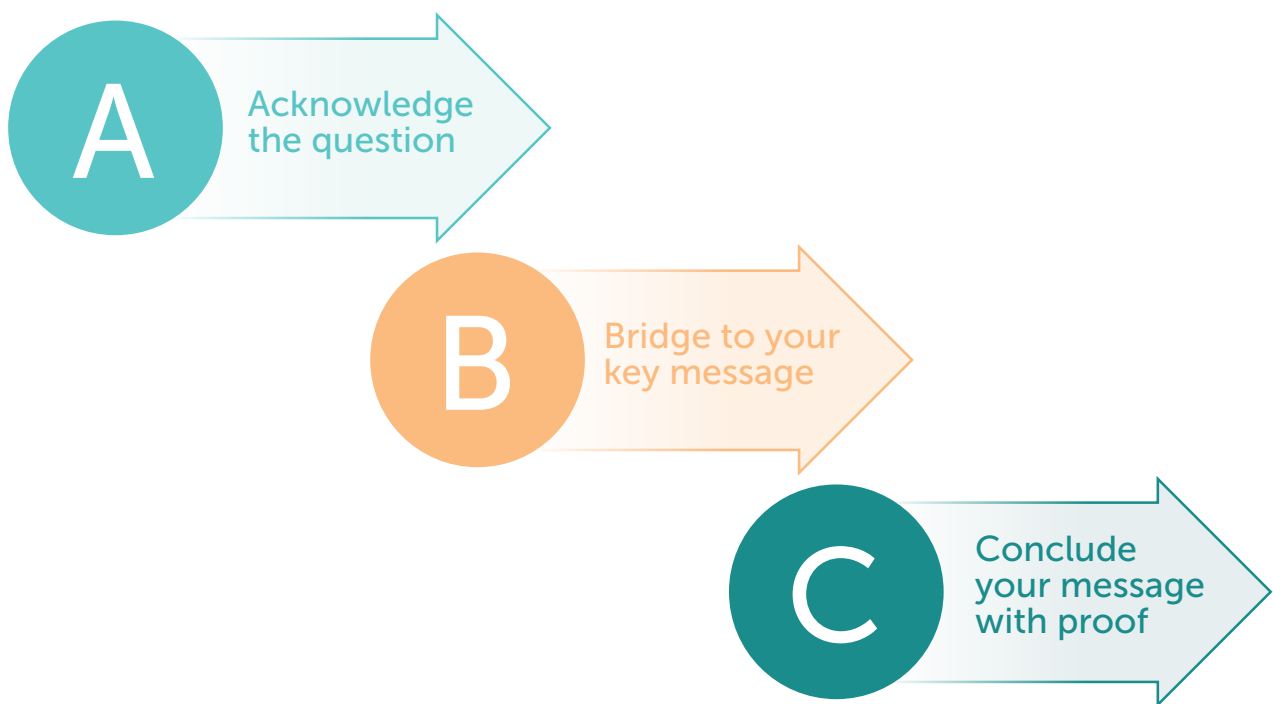 A
Acknowledge
the question
B
Bridge to your
key message
C
Conclude
your message
with proof